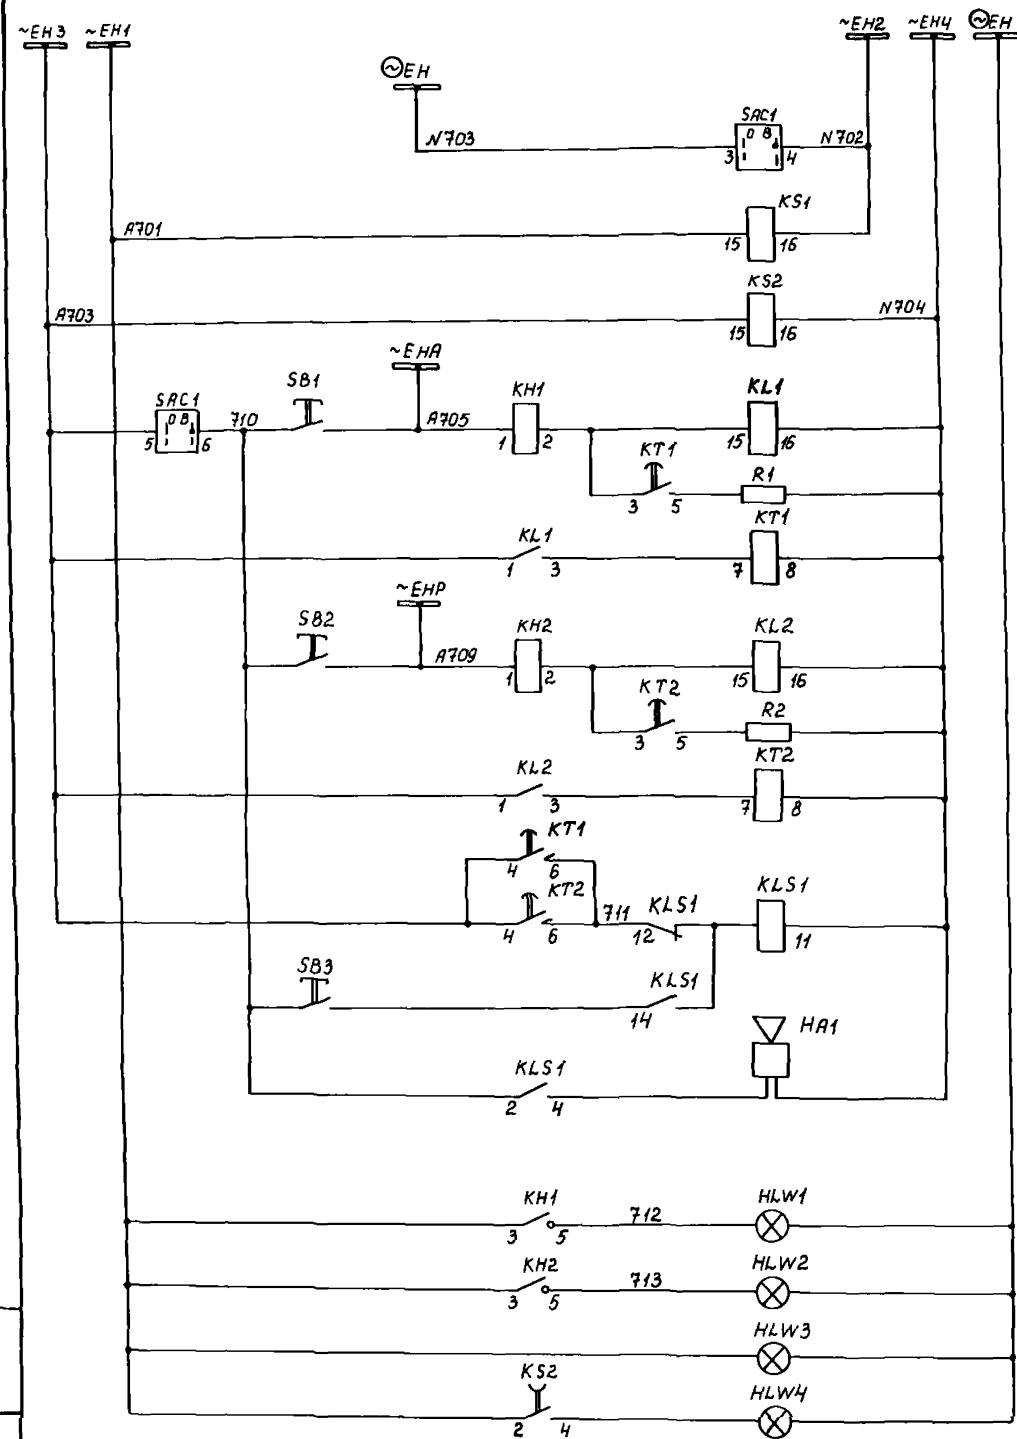 ~EH3 ~EH1 ~EH2 ~EH4 ~EH
~EH
SAC1
N703 O B N702
3 4
KS1
A701
15 16
KS2
A703 N704
15 16
~EHA
SB1 KH1 KL1
SAC1
O B 710 A705
5 6 1 2 15 16
KT1 R1
3 5
KL1 KT1
1 3 7 8
~EHP
SB2 KH2 KL2
A709
1 2 15 16
KT2 R2
3 5
KL2 KT2
1 3 7 8
KT1
4 6
KT2 711 KLS1 KLS1
4 6 12 11
SB3 KLS1
14
HA1
KLS1
2 4
KH1 712 HLW1
3 5
KH2 713 HLW2
3 5
HLW3
KS2 HLW4
2 4